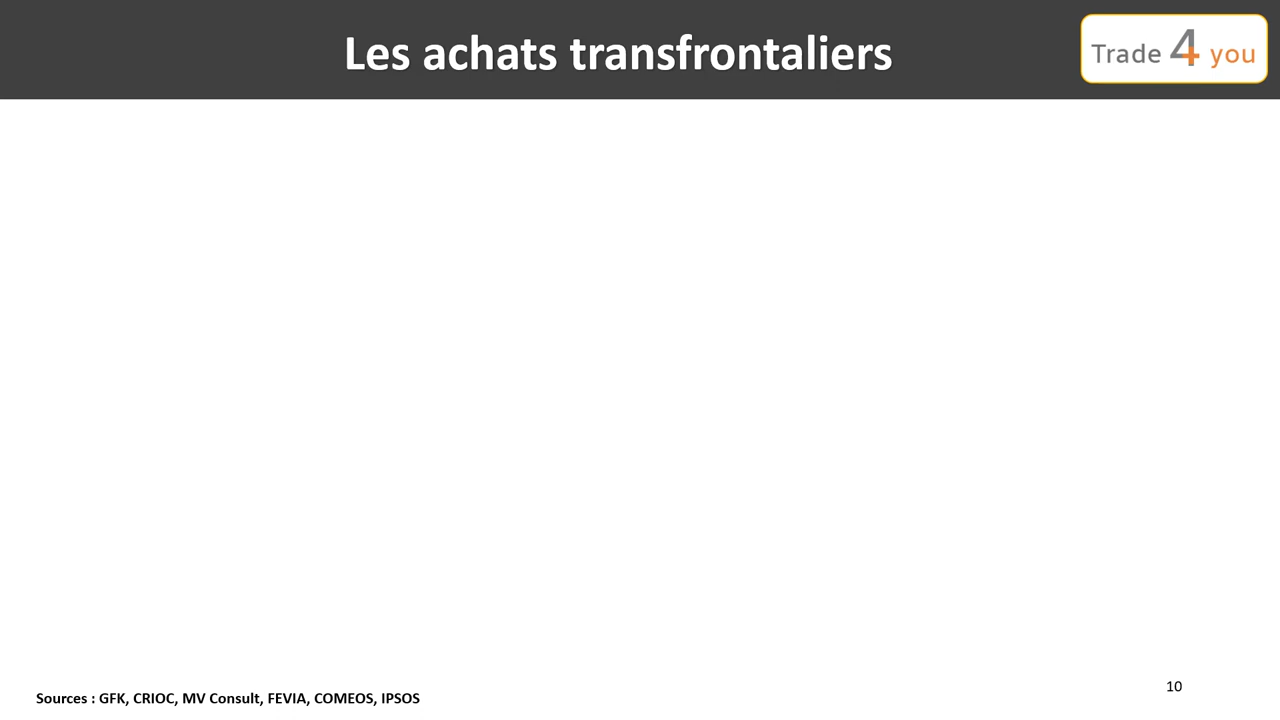 Les achats transfrontaliers
Trade 4 you
Sources : GFK, CRIOC, MV Consult, FEVIA, COMEOS, IPSOS
10